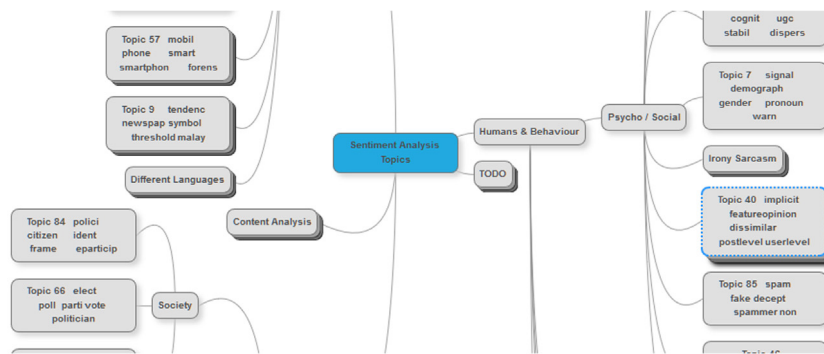 Topic 57 mobil
phone smart
smartphon forens
Topic 9 tendenc
newspap symbol
threshold malay
Different Languages
Content Analysis
Topic 84 polici
citizen ident
frame eparticip
Topic 66 elect
poll parti vote
politician
Society
Sentiment Analysis
Topics
Humans & Behaviour
TODO
Psycho / Social
cognit ugc
stabil dispers
Topic 7 signal
demograph
gender pronoun
warn
Irony Sarcasm
Topic 40 implicit
featureopinion
dissimilar
postlevel userlevel
Topic 85 spam
fake decept
spammer non